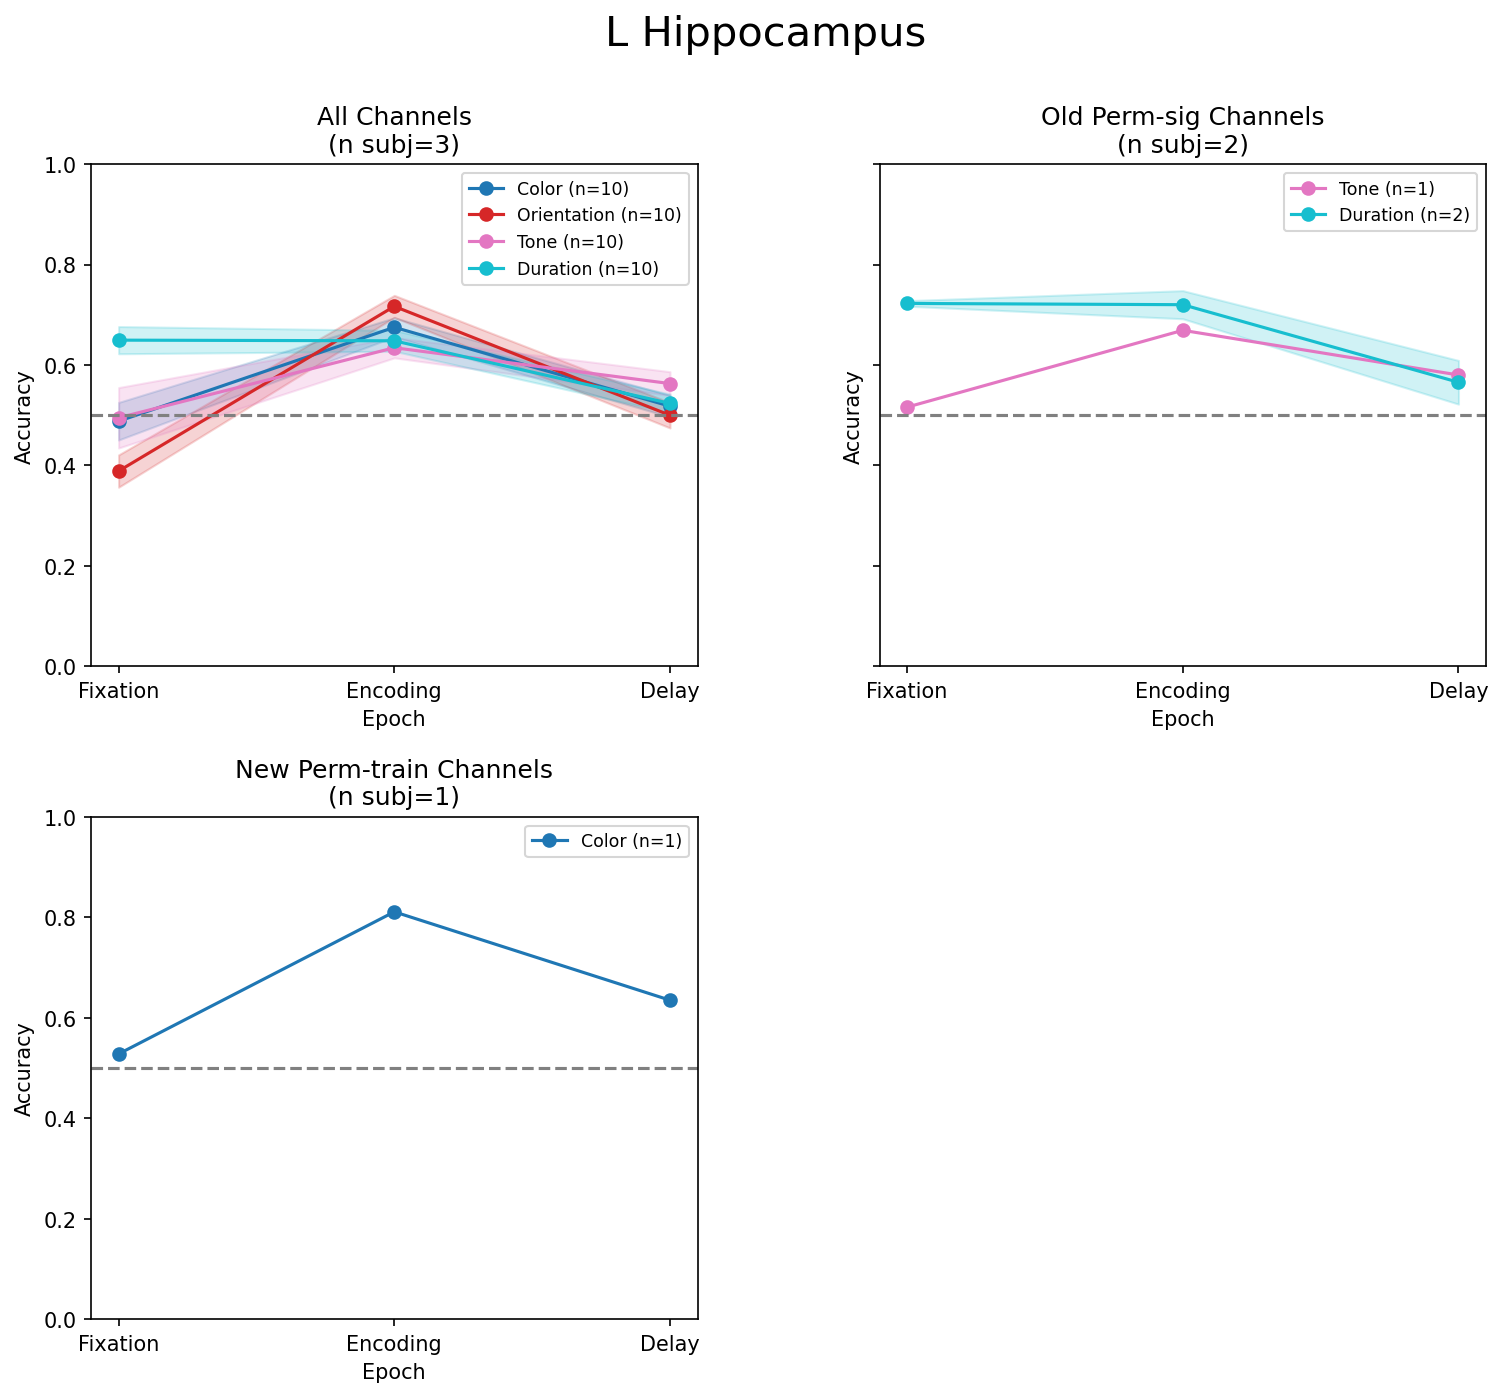 L Hippocampus
All Channels
(n subj=3)
1.0
0.8
0.6
0.4
0.2
0.0
Accuracy
Color (n=10)
Orientation (n=10)
Tone (n=10)
Duration (n=10)
Fixation
Encoding
Delay
Epoch
Old Perm-sig Channels
(n subj=2)
Accuracy
Tone (n=1)
Duration (n=2)
Fixation
Encoding
Delay
Epoch
New Perm-train Channels
(n subj=1)
1.0
0.8
0.6
0.4
0.2
0.0
Accuracy
Color (n=1)
Fixation
Encoding
Delay
Epoch